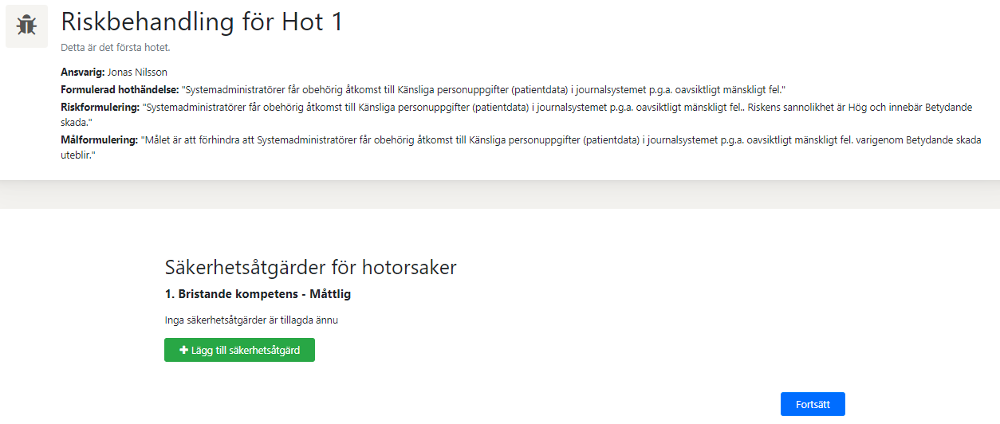 Riskbehandling för Hot 1
Detta är det första hotet.
Ansvarig: Jonas Nilsson
Formulerad hothändelse: "Systemadministratörer får obehörig åtkomst till Känsliga personuppgifter (patientdata) i journalsystemet p.g.a. oavsiktligt mänskligt fel."
Riskformulering: "Systemadministratörer får obehörig åtkomst till Känsliga personuppgifter (patientdata) i journalsystemet p.g.a. oavsiktligt mänskligt fel.. Riskens sannolikhet är Hög och innebär Betydande
skada."
Målformulering: "Målet är att förhindra att Systemadministratörer får obehörig åtkomst till Känsliga personuppgifter (patientdata) i journalsystemet p.g.a. oavsiktligt mänskligt fel. varigenom Betydande skada
uteblir."
Säkerhetsåtgärder för hotorsaker
1. Bristande kompetens - Måttlig
Inga säkerhetsåtgärder är tillagda ännu
Lägg till säkerhetsåtgärd
Fortsätt